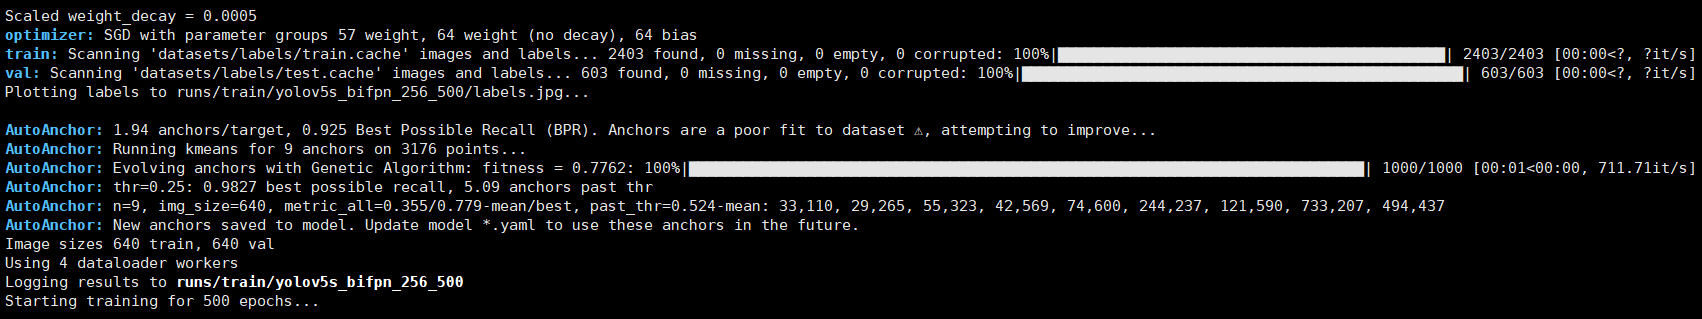 Scaled weight_decay = 0.0005
optimizer: SGD with parameter groups 57 weight, 64 weight (no decay), 64 bias
train: Scanning 'datasets/labels/train.cache' images and labels... 2403 found, 0 missing, 0 empty, 0 corrupted: 100%|██████████| 2403/2403 [00:00<?, ?it/s]
val: Scanning 'datasets/labels/test.cache' images and labels... 603 found, 0 missing, 0 empty, 0 corrupted: 100%|██████████| 603/603 [00:00<?, ?it/s]
Plotting labels to runs/train/yolov5s_bifpn_256_500/labels.jpg...
AutoAnchor: 1.94 anchors/target, 0.925 Best Possible Recall (BPR). Anchors are a poor fit to dataset ⚠, attempting to improve...
AutoAnchor: Running kmeans for 9 anchors on 3176 points...
AutoAnchor: Evolving anchors with Genetic Algorithm: fitness = 0.7762: 100%|██████████| 1000/1000 [00:01<00:00, 711.71it/s]
AutoAnchor: thr=0.25: 0.9827 best possible recall, 5.09 anchors past thr
AutoAnchor: n=9, img_size=640, metric_all=0.355/0.779-mean/best, past_thr=0.524-mean: 33,110, 29,265, 55,323, 42,569, 74,600, 244,237, 121,590, 733,207, 494,437
AutoAnchor: New anchors saved to model. Update model *.yaml to use these anchors in the future.
Image sizes 640 train, 640 val
Using 4 dataloader workers
Logging results to runs/train/yolov5s_bifpn_256_500
Starting training for 500 epochs...